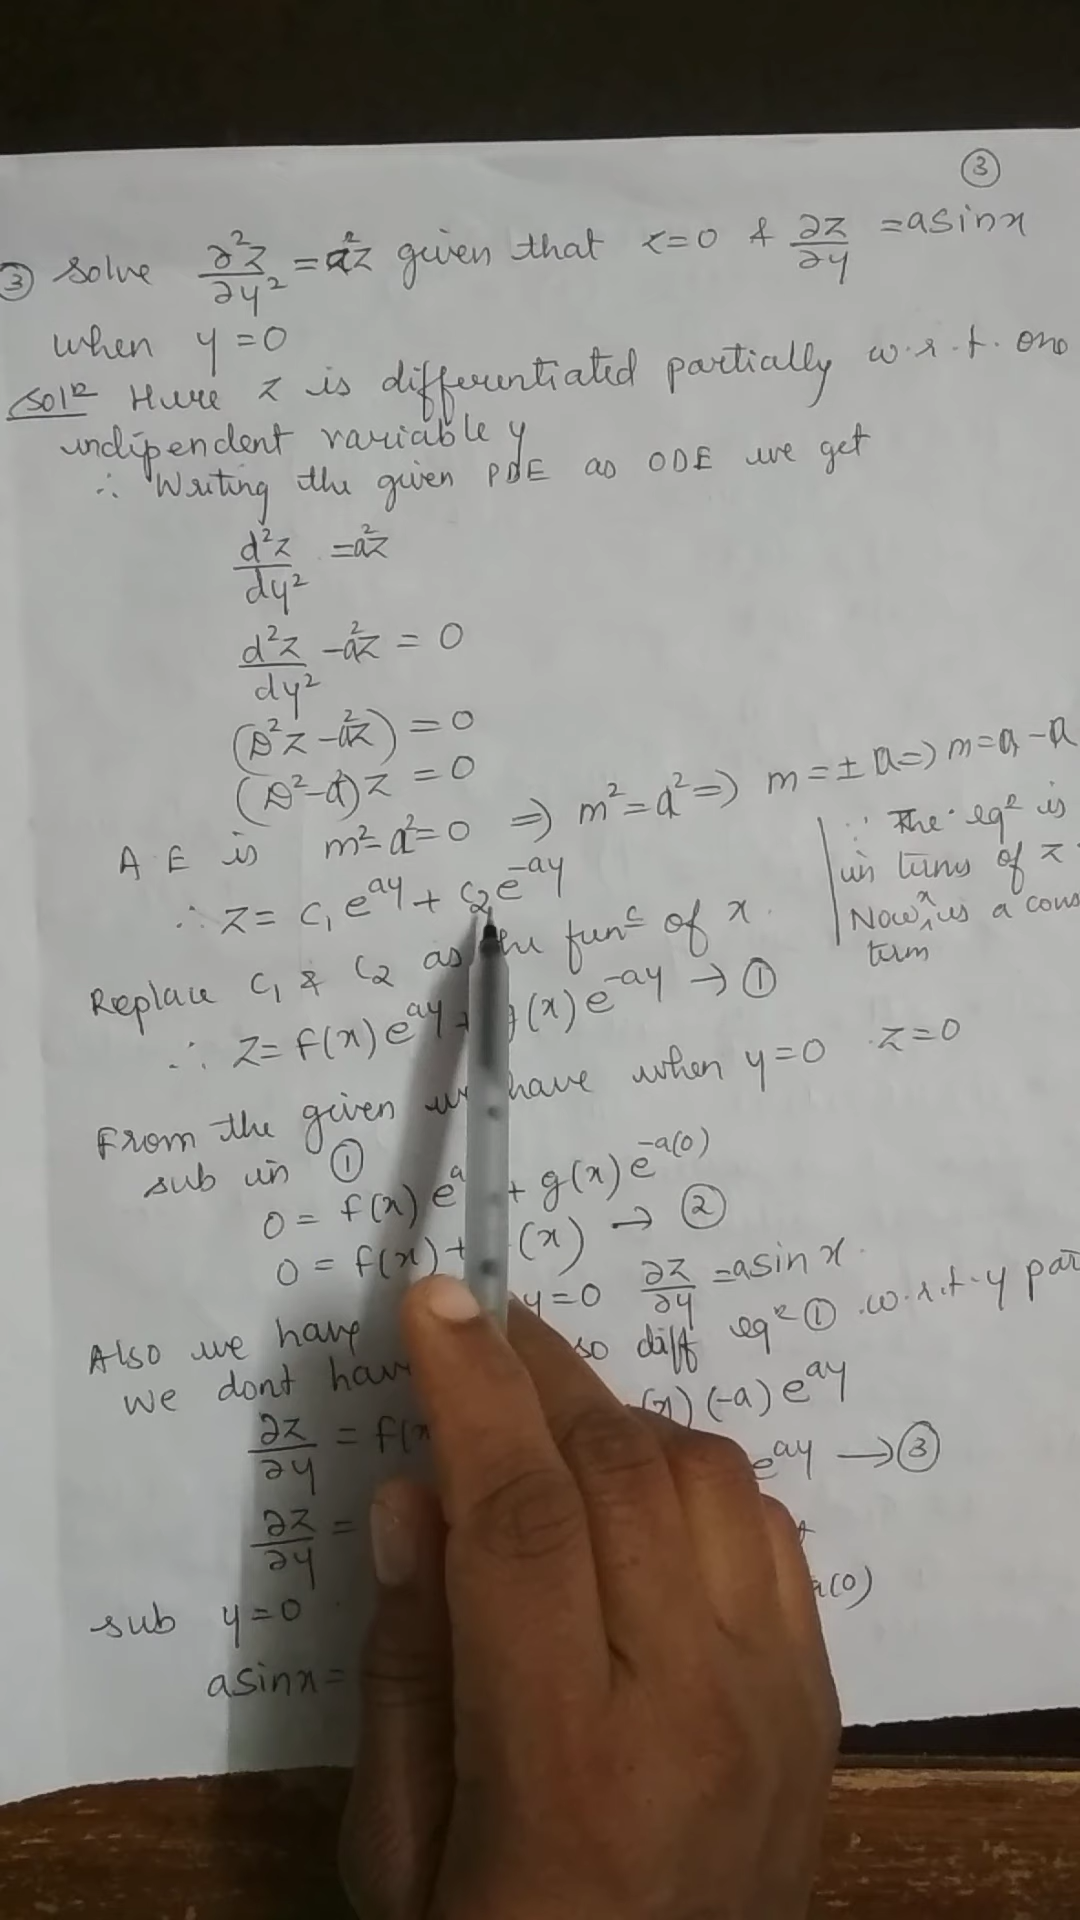 ③
③ Solve ∂²z/∂y² = a²z given that z=0 & ∂z/∂y = asinx
when y=0
Solⁿ Here z is differentiated partially w.r.t. one
independent variable y
∴ Writing the given PDE as ODE we get
d²z/dy² = a²z
d²z/dy² - a²z = 0
(D²z - a²z) = 0
(D² - a²)z = 0
A E is m² - a² = 0 ⇒ m² = a² ⇒ m = ± a ⇒ m = a, -a
∴ z = c₁e^ay + c₂e^-ay
∵ The eqⁿ is
in terms of z
Now x is a cons
term
Replace c₁ & c₂ as the funᶜ of x.
∴ z = f(x)e^ay + g(x)e^-ay → ①
From the given we have when y=0 z=0
sub in ①
0 = f(x)e^a + g(x)e^-a(0)
0 = f(x) + (x) → ②
Also we have y=0 ∂z/∂y = asinx.
We dont have so diff eqⁿ ① w.r.t. y par
∂z/∂y = f(x (x)(-a)e^ay
∂z/∂y = e^ay → ③
sub y=0
asinx = a(0)